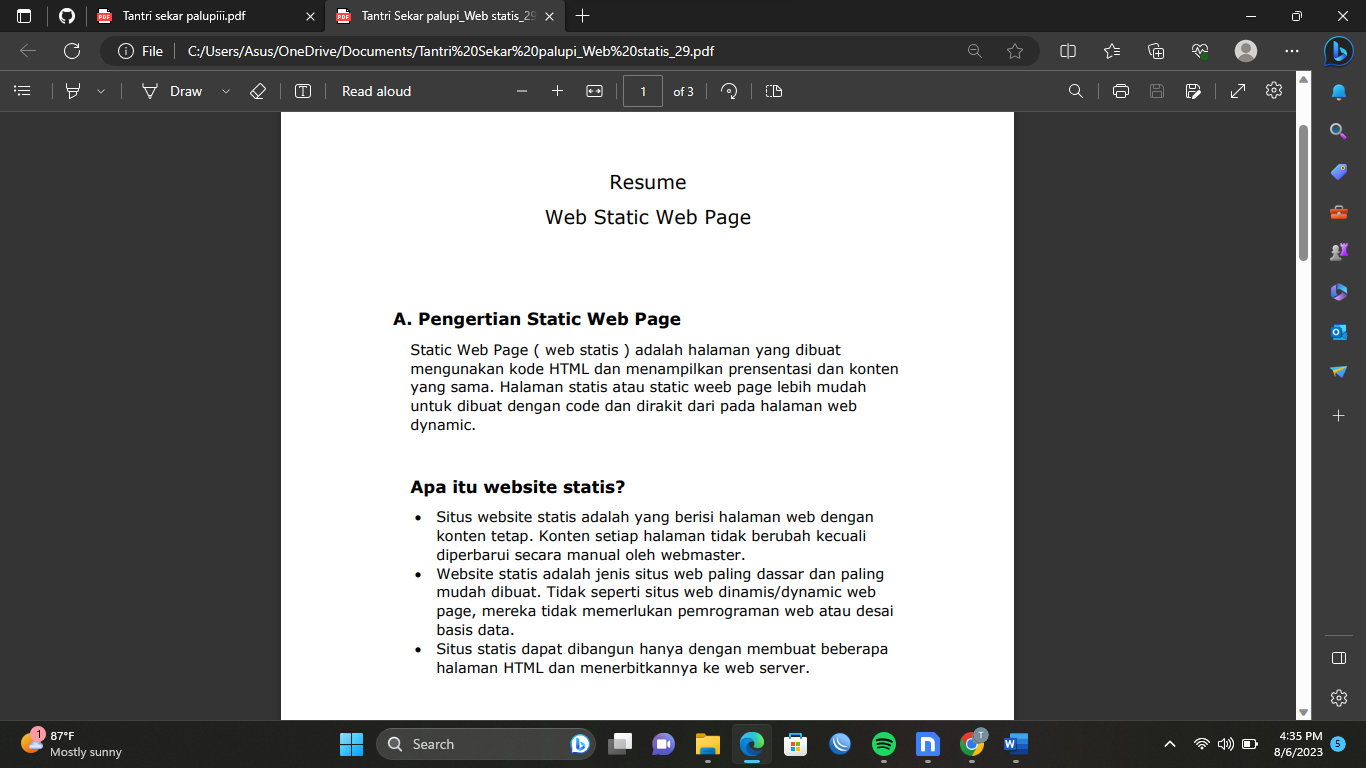 Tantri sekar palupiii.pdf
Tantri Sekar palupi_Web statis_29
File
C:/Users/Asus/OneDrive/Documents/Tantri%20Sekar%20palupi_Web%20statis_29.pdf
Draw
Read aloud
1
of 3
Resume
Web Static Web Page
A. Pengertian Static Web Page
Static Web Page ( web statis ) adalah halaman yang dibuat
mengunakan kode HTML dan menampilkan prensentasi dan konten
yang sama. Halaman statis atau static weeb page lebih mudah
untuk dibuat dengan code dan dirakit dari pada halaman web
dynamic.
Apa itu website statis?
• Situs website statis adalah yang berisi halaman web dengan
konten tetap. Konten setiap halaman tidak berubah kecuali
diperbarui secara manual oleh webmaster.
• Website statis adalah jenis situs web paling dassar dan paling
mudah dibuat. Tidak seperti situs web dinamis/dynamic web
page, mereka tidak memerlukan pemrograman web atau desai
basis data.
• Situs statis dapat dibangun hanya dengan membuat beberapa
halaman HTML dan menerbitkannya ke web server.
1
87°F
Mostly sunny
Search
T
4:35 PM
8/6/2023
5